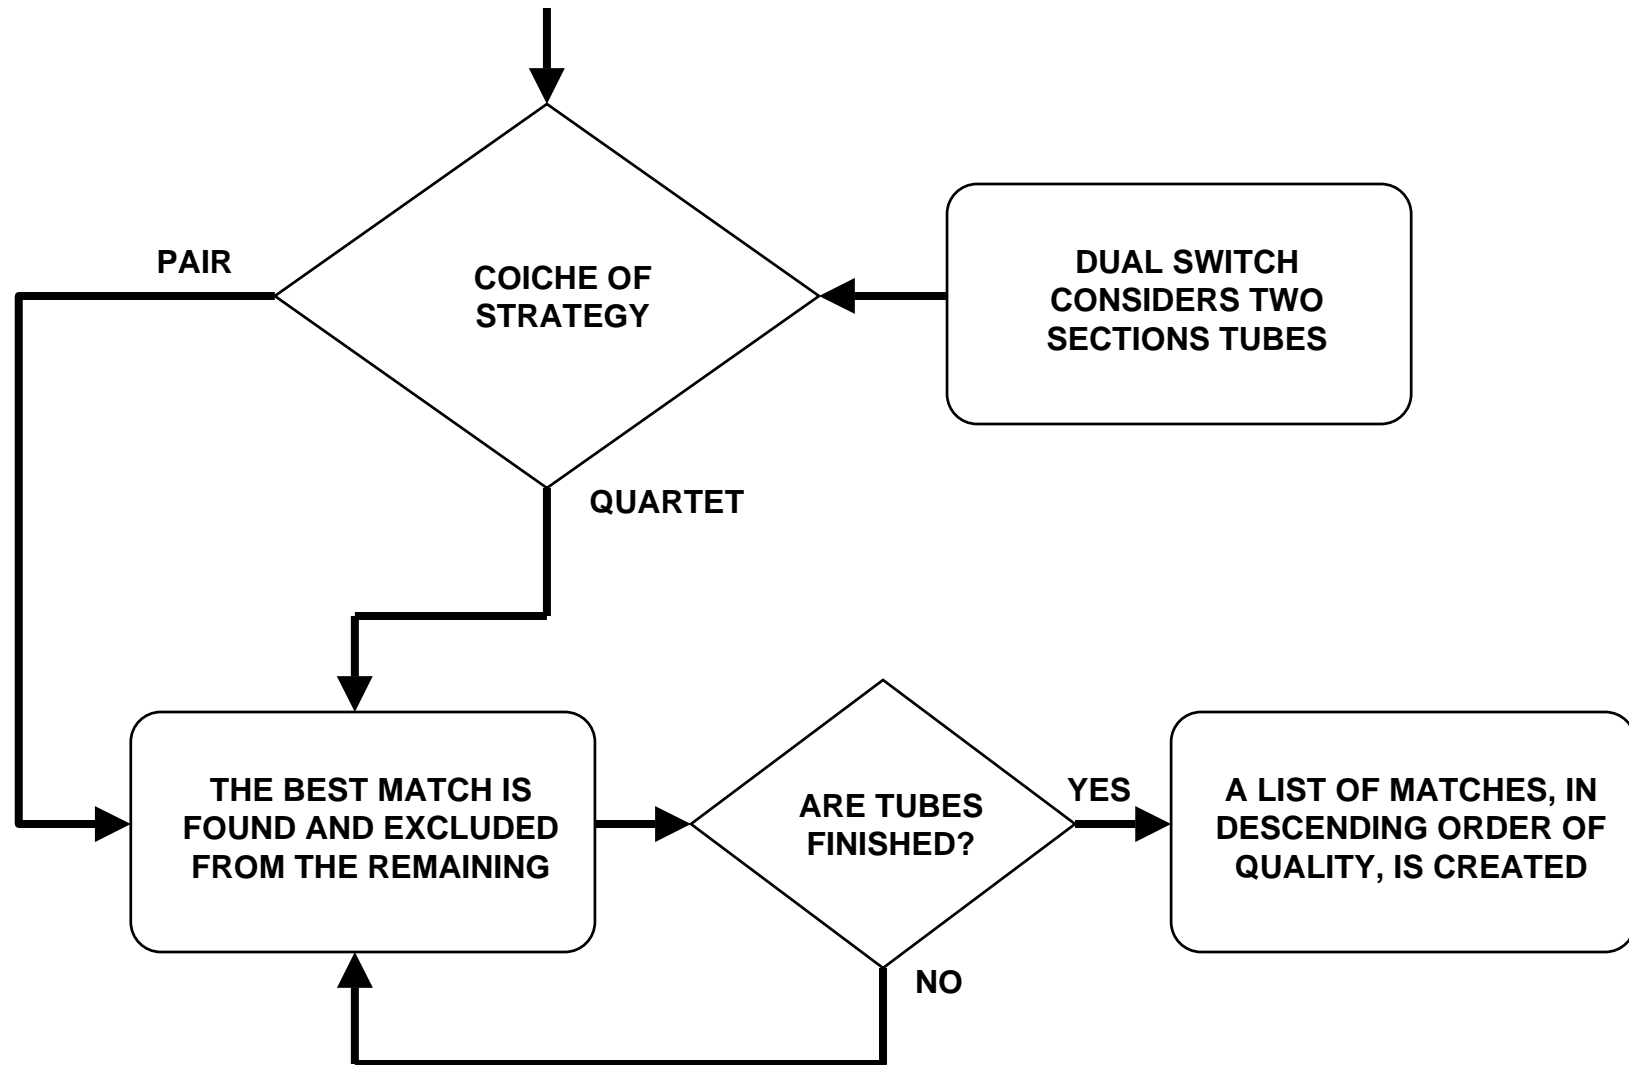 PAIR
COICHE OF
STRATEGY
DUAL SWITCH
CONSIDERS TWO
SECTIONS TUBES
QUARTET
THE BEST MATCH IS
FOUND AND EXCLUDED
FROM THE REMAINING
ARE TUBES
FINISHED?
YES
A LIST OF MATCHES, IN
DESCENDING ORDER OF
QUALITY, IS CREATED
NO